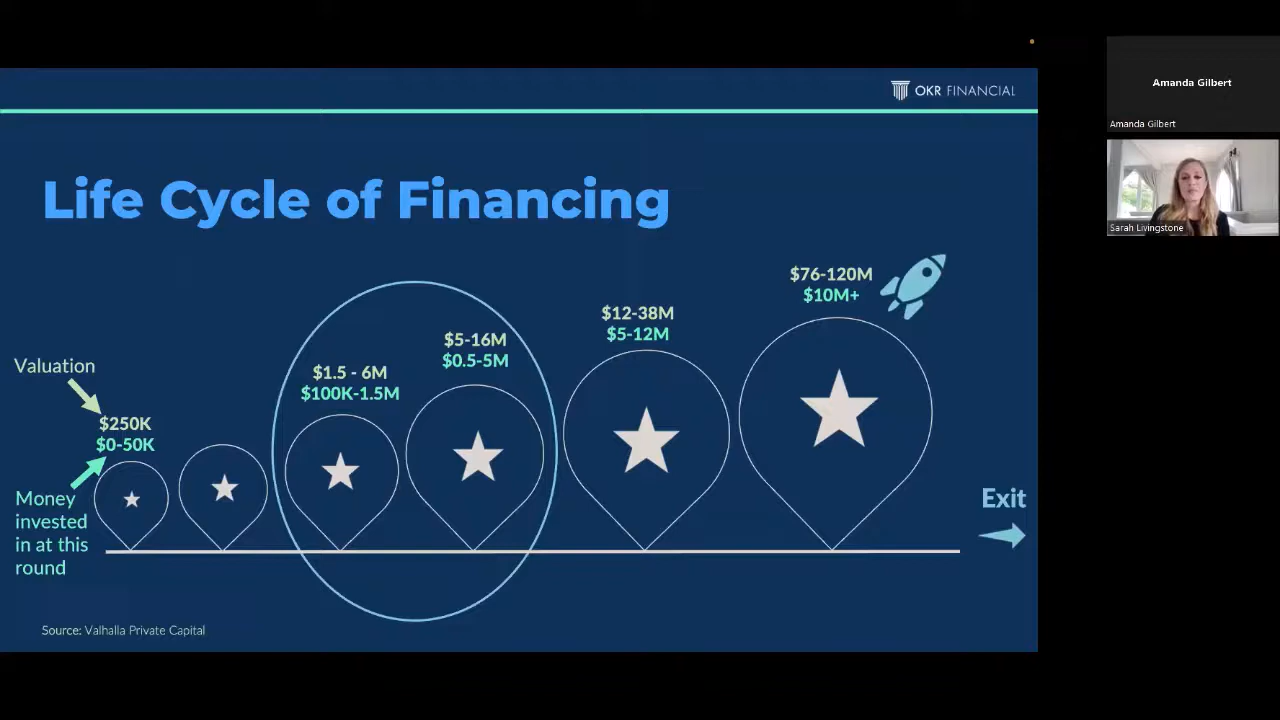 OKR FINANCIAL
Life Cycle of Financing
Valuation
$250K
$0-50K
Money
invested
in at this
round
$1.5 - 6M
$100K-1.5M
$5-16M
$0.5-5M
$12-38M
$5-12M
$76-120M
$10M+
Exit
Source: Valhalla Private Capital
Amanda Gilbert
Amanda Gilbert
Sarah Livingstone